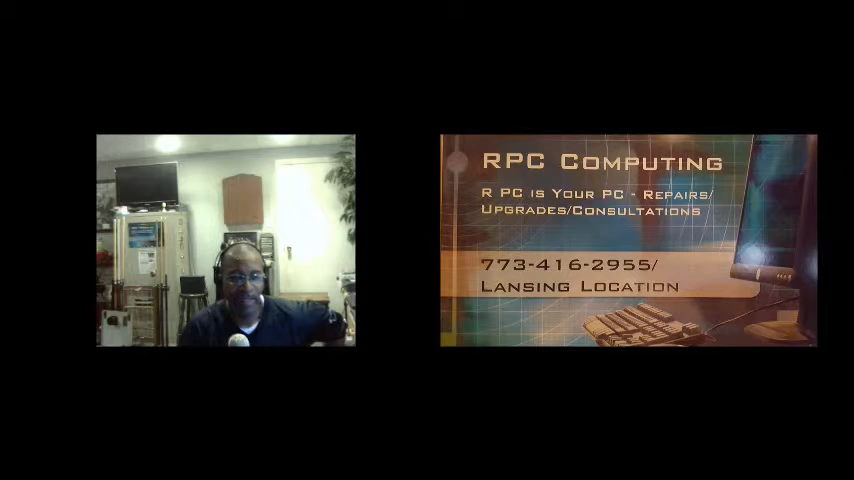 RPC Computing
R PC is Your PC - Repairs/
Upgrades/Consultations
773-416-2955/
Lansing Location